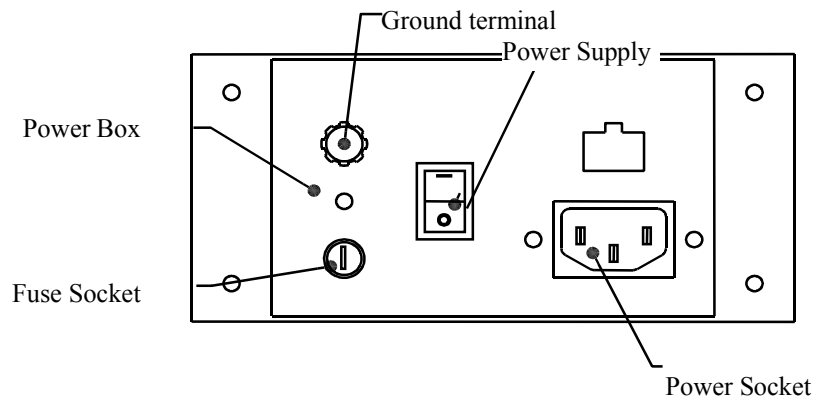 Ground terminal
Power Supply
Power Box
Fuse Socket
Power Socket